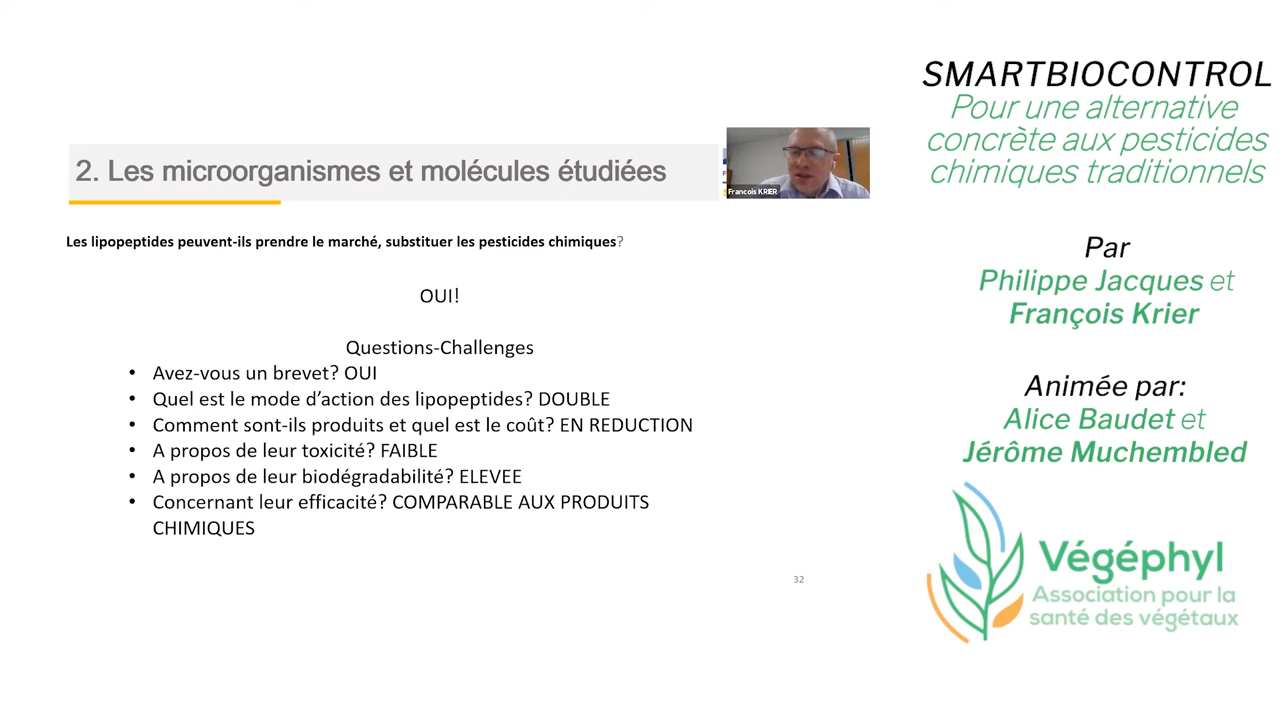 2. Les microorganismes et molécules étudiées
Francois KRIER
Les lipopeptides peuvent-ils prendre le marché, substituer les pesticides chimiques?
OUI!
Questions-Challenges
• Avez-vous un brevet? OUI
• Quel est le mode d’action des lipopeptides? DOUBLE
• Comment sont-ils produits et quel est le coût? EN REDUCTION
• A propos de leur toxicité? FAIBLE
• A propos de leur biodégradabilité? ELEVEE
• Concernant leur efficacité? COMPARABLE AUX PRODUITS
CHIMIQUES
32
SMARTBIOCONTROL
Pour une alternative
concrète aux pesticides
chimiques traditionnels
Par
Philippe Jacques et
François Krier
Animée par:
Alice Baudet et
Jérôme Muchembled
Végéphyl
Association pour la
santé des végétaux